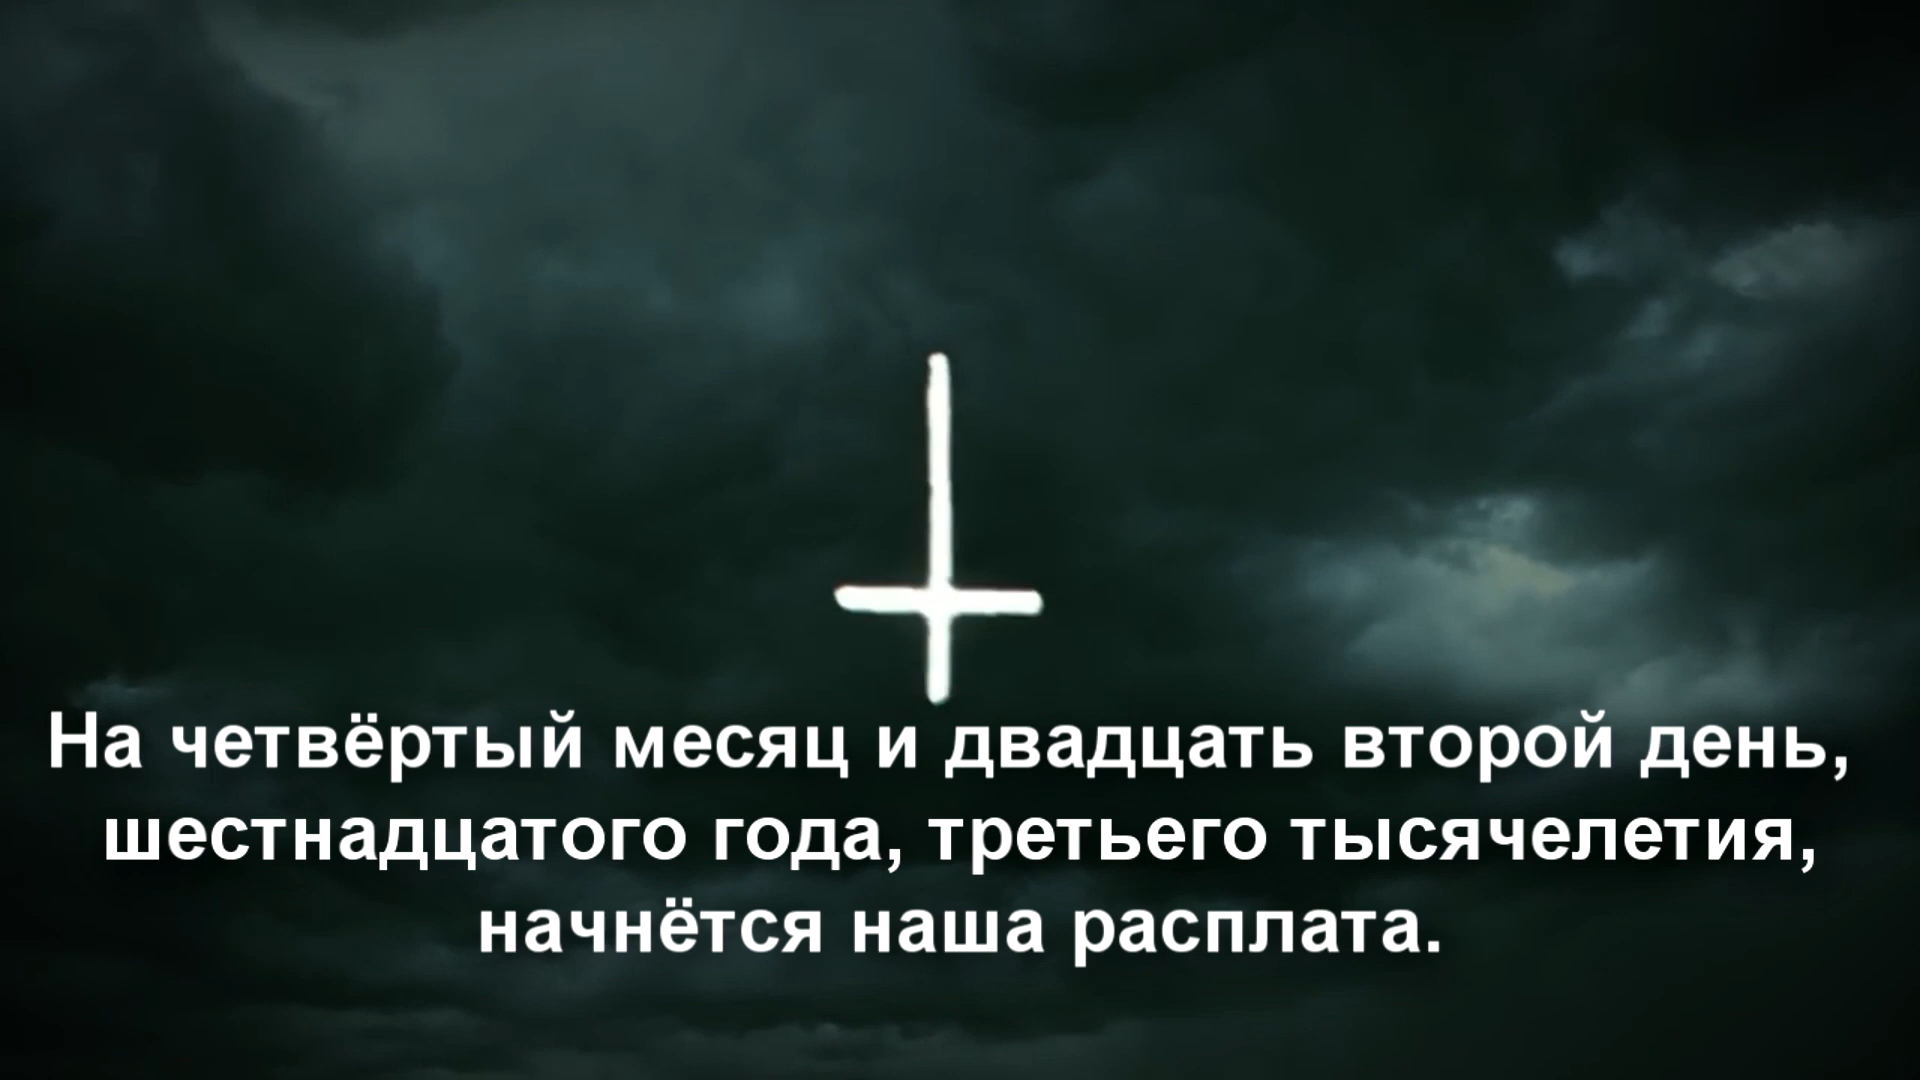 На четвёртый месяц и двадцать второй день,
шестнадцатого года, третьего тысячелетия,
начнётся наша расплата.